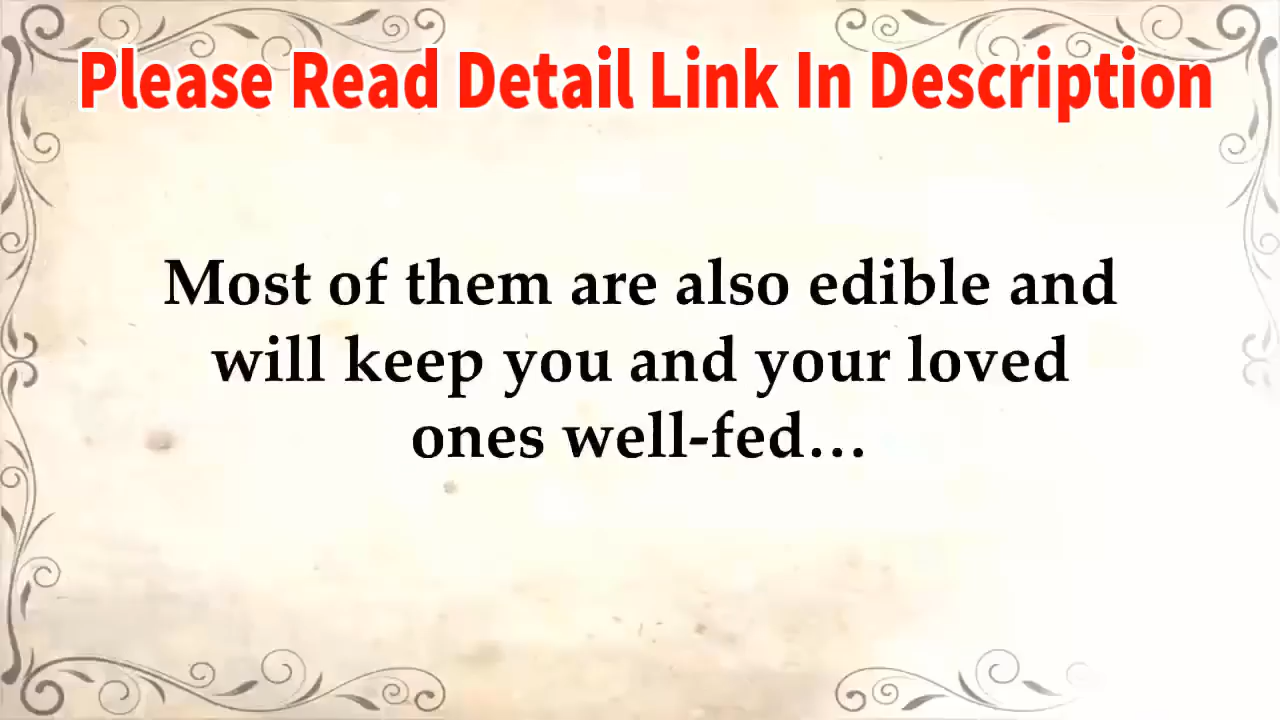 Please Read Detail Link In Description
Most of them are also edible and
will keep you and your loved
ones well-fed...